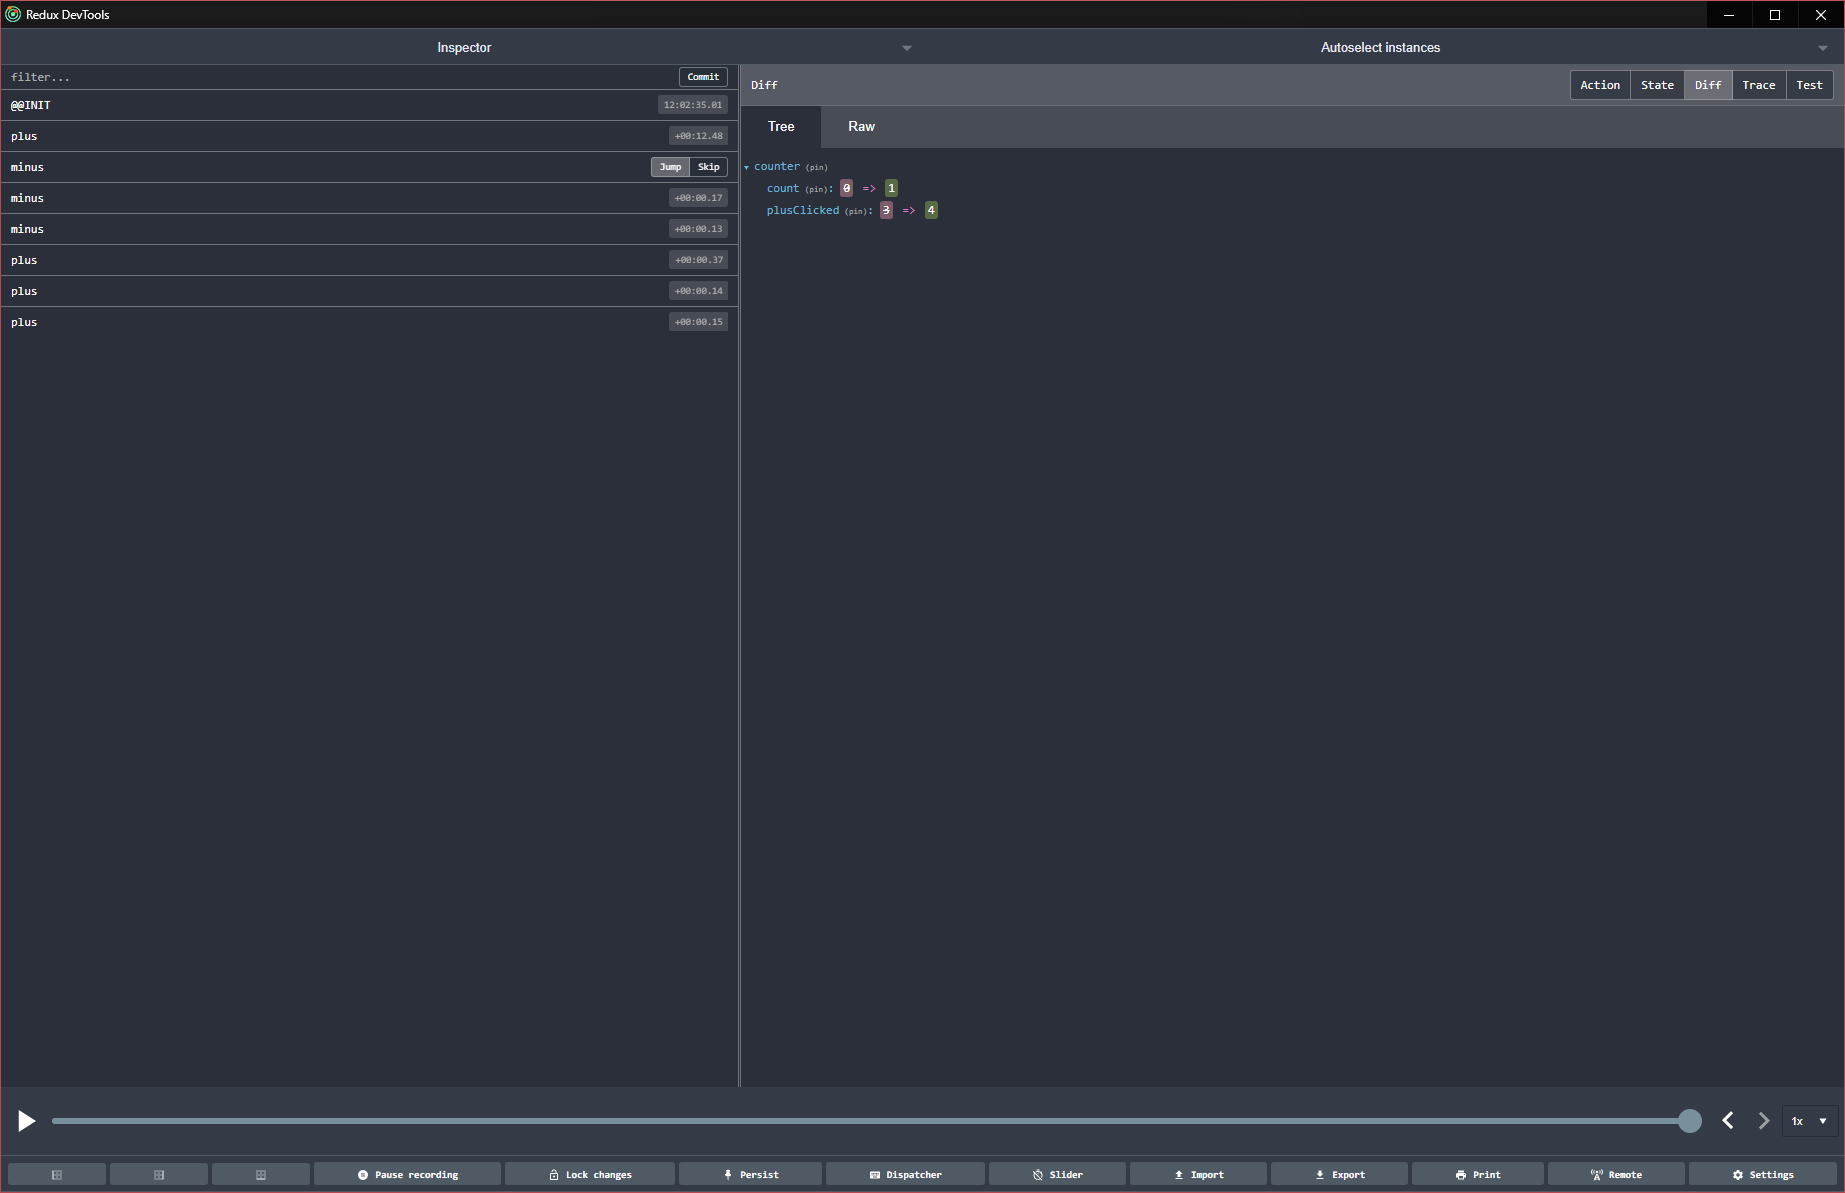 Redux DevTools
Inspector
Autoselect instances
filter...
Commit
@@INIT
12:02:35.01
plus
+00:12.48
minus
Jump
Skip
minus
+00:00.17
minus
+00:00.13
plus
+00:00.37
plus
+00:00.14
plus
+00:00.15
Diff
Action
State
Diff
Trace
Test
Tree
Raw
counter (pin)
count (pin): 0 => 1
plusClicked (pin): 3 => 4
1x
Pause recording
Lock changes
Persist
Dispatcher
Slider
Import
Export
Print
Remote
Settings